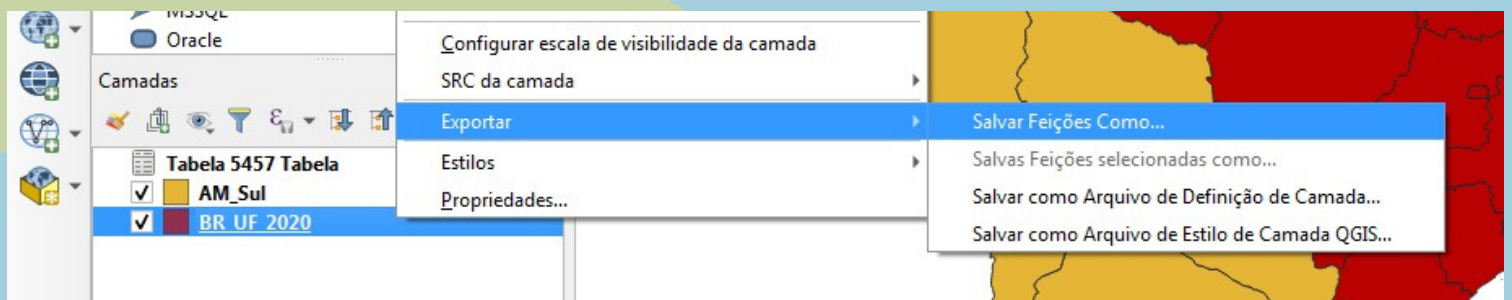 MSSQL
Oracle
Camadas
Tabela 5457 Tabela
AM_Sul
BR_UF_2020
Configurar escala de visibilidade da camada
SRC da camada
Exportar
Estilos
Propriedades...
Salvar Feições Como...
Salvas Feições selecionadas como...
Salvar como Arquivo de Definição de Camada...
Salvar como Arquivo de Estilo de Camada QGIS...